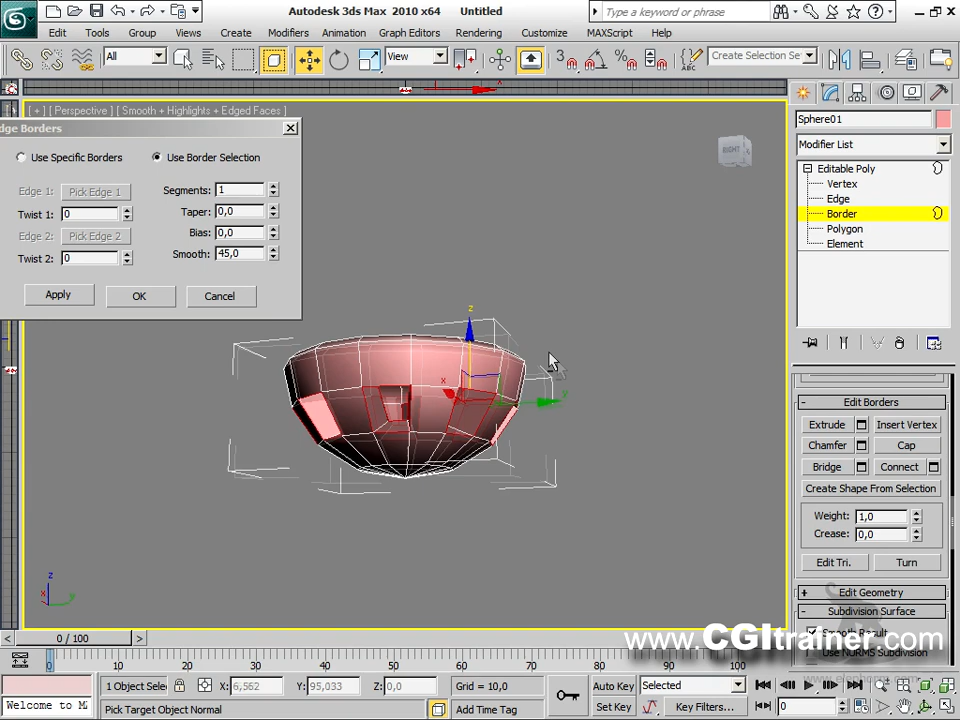 Autodesk 3ds Max 2010 x64 Untitled
Type a keyword or phrase
Edit Tools Group Views Create Modifiers Animation Graph Editors Rendering Customize MAXScript Help
All View Create Selection Se
[ + ] [ Perspective ] [ Smooth + Highlights + Edged Faces ]
dge Borders
Use Specific Borders Use Border Selection
Edge 1: Pick Edge 1 Segments: 1
Twist 1: 0 Taper: 0,0
Edge 2: Pick Edge 2 Bias: 0,0
Twist 2: 0 Smooth: 45,0
Apply OK Cancel
RIGHT
z
x
y
Sphere01
Modifier List
Editable Poly
Vertex
Edge
Border
Polygon
Element
Edit Borders
Extrude Insert Vertex
Chamfer Cap
Bridge Connect
Create Shape From Selection
Weight: 1,0
Crease: 0,0
Edit Tri. Turn
Edit Geometry
Subdivision Surface
Smooth Result
Use NURMS Subdivision
www.CGItrainer.com
z
x
y
0 / 100
0 10 20 30 40 50 60 70 80 90 100
1 Object Selec X: 6,562 Y: 95,033 Z: 0,0 Grid = 10,0 Auto Key Selected
Welcome to M Pick Target Object Normal Add Time Tag Set Key Key Filters... 0